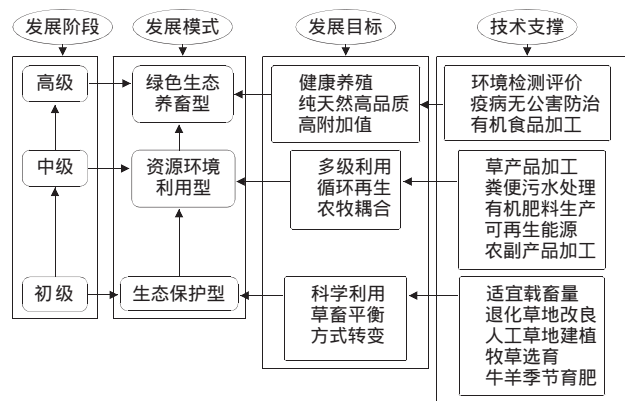 发展阶段
发展模式
发展目标
技术支撑
高级
绿色生态
养畜型
健康养殖
纯天然高品质
高附加值
环境检测评价
疫病无公害防治
有机食品加工
中级
资源环境
利用型
多级利用
循环再生
农牧耦合
草产品加工
粪便污水处理
有机肥料生产
可再生能源
农副产品加工
初级
生态保护型
科学利用
草畜平衡
方式转变
适宜载畜量
退化草地改良
人工草地建植
牧草选育
牛羊季节育肥